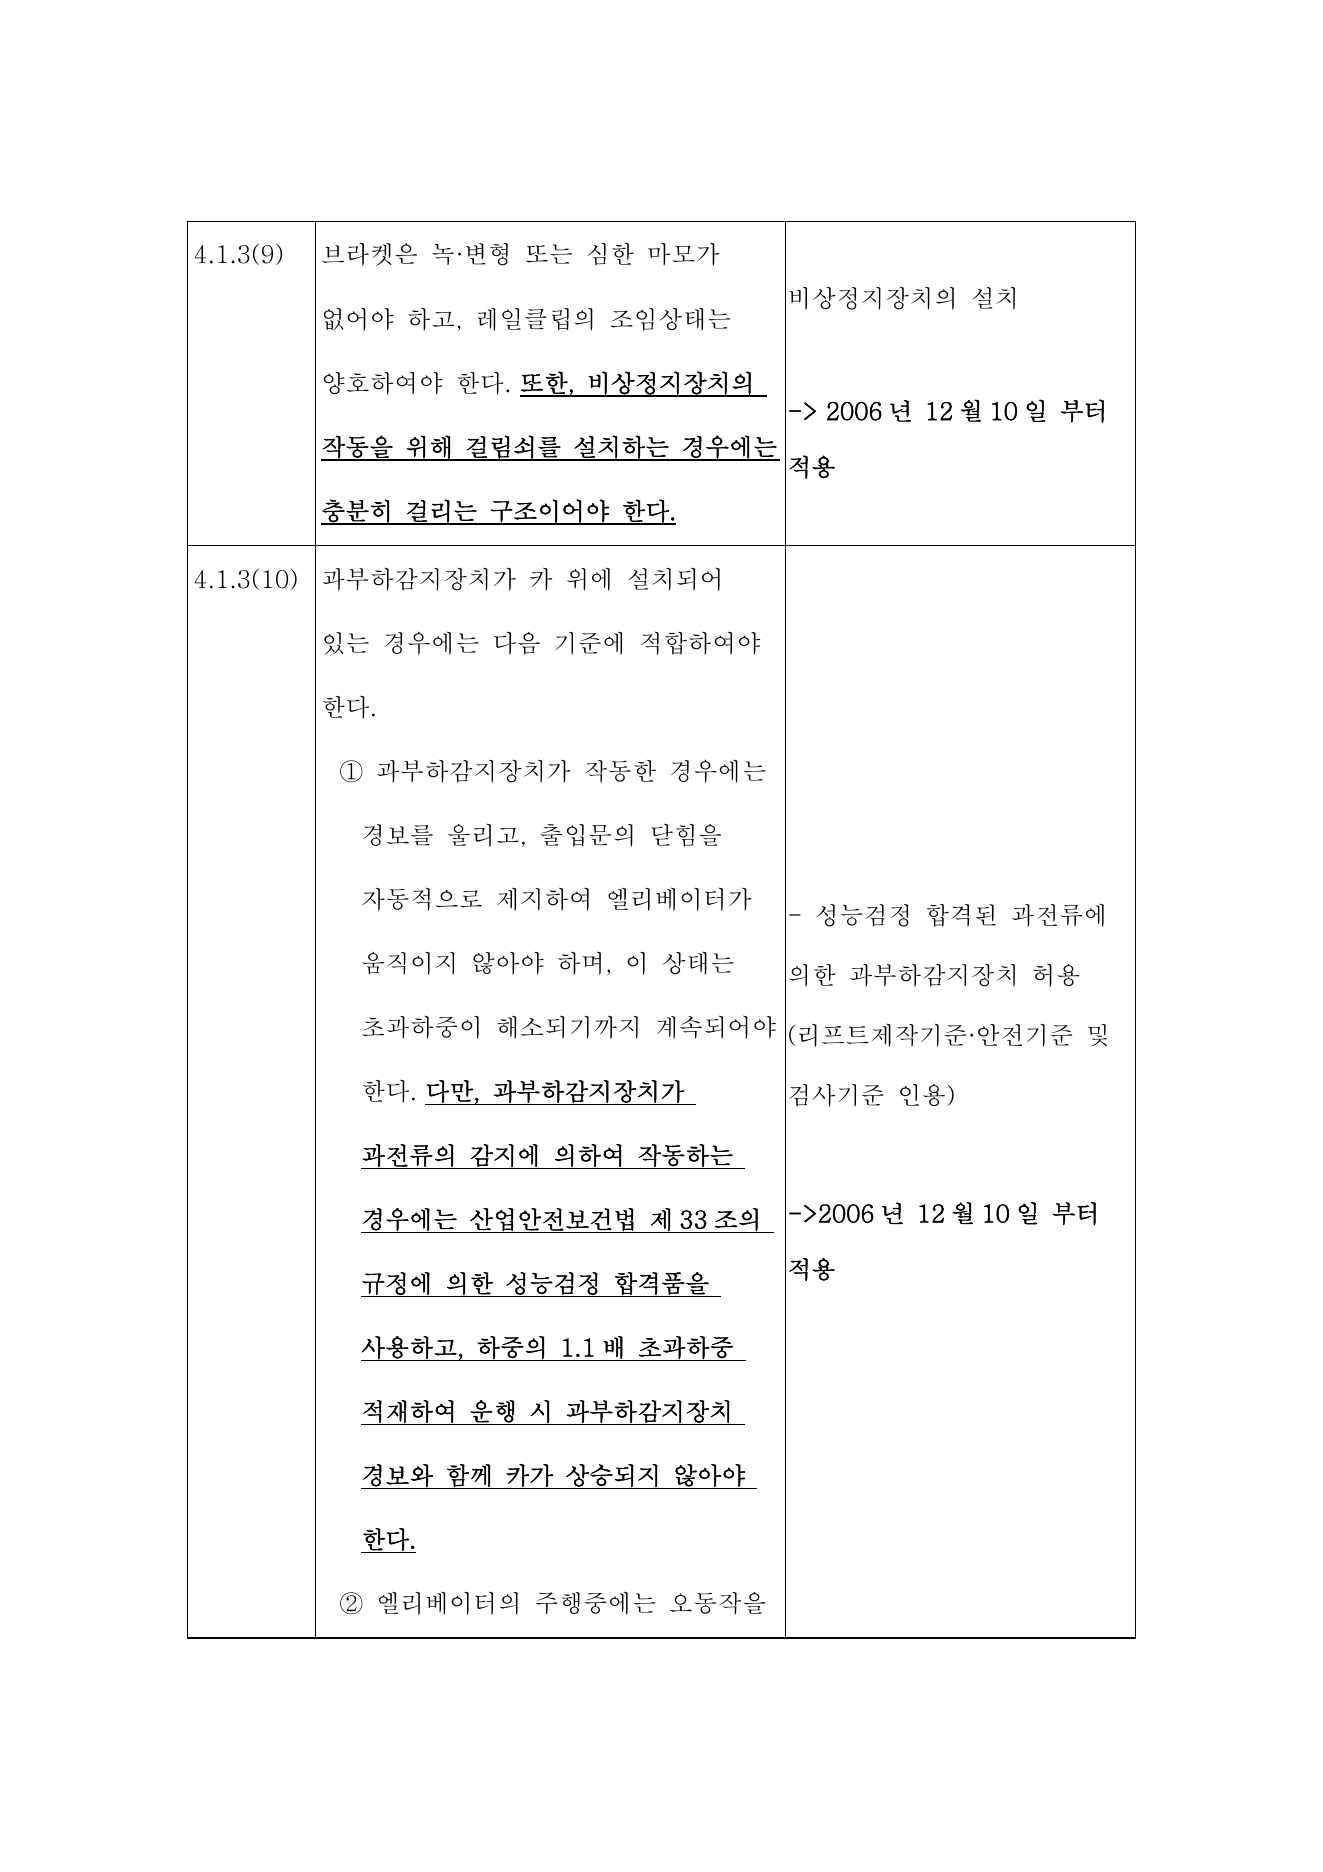 4.1.3(9)
브라켓은 녹·변형 또는 심한 마모가
없어야 하고, 레일클립의 조임상태는
양호하여야 한다. 또한, 비상정지장치의
작동을 위해 걸림쇠를 설치하는 경우에는
충분히 걸리는 구조이어야 한다.
비상정지장치의 설치
-> 2006년 12월 10일 부터
적용
4.1.3(10)
과부하감지장치가 카 위에 설치되어
있는 경우에는 다음 기준에 적합하여야
한다.
① 과부하감지장치가 작동한 경우에는
경보를 울리고, 출입문의 닫힘을
자동적으로 제지하여 엘리베이터가
움직이지 않아야 하며, 이 상태는
초과하중이 해소되기까지 계속되어야
한다. 다만, 과부하감지장치가
과전류의 감지에 의하여 작동하는
경우에는 산업안전보건법 제33조의
규정에 의한 성능검정 합격품을
사용하고, 하중의 1.1배 초과하중
적재하여 운행 시 과부하감지장치
경보와 함께 카가 상승되지 않아야
한다.
② 엘리베이터의 주행중에는 오동작을
- 성능검정 합격된 과전류에
의한 과부하감지장치 허용
(리프트제작기준·안전기준 및
검사기준 인용)
->2006년 12월 10일 부터
적용